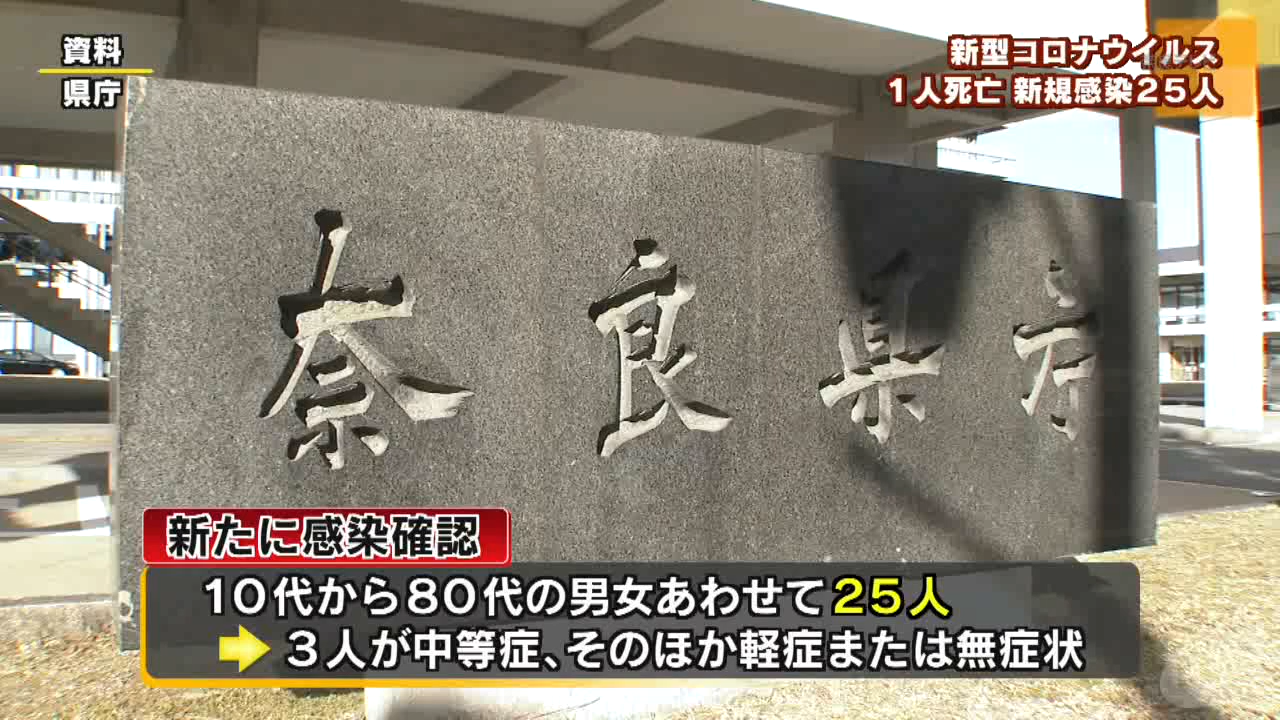 資料
県庁
新型コロナウイルス
1人死亡 新規感染25人
奈良県庁
新たに感染確認
10代から80代の男女あわせて25人
3人が中等症、そのほか軽症または無症状